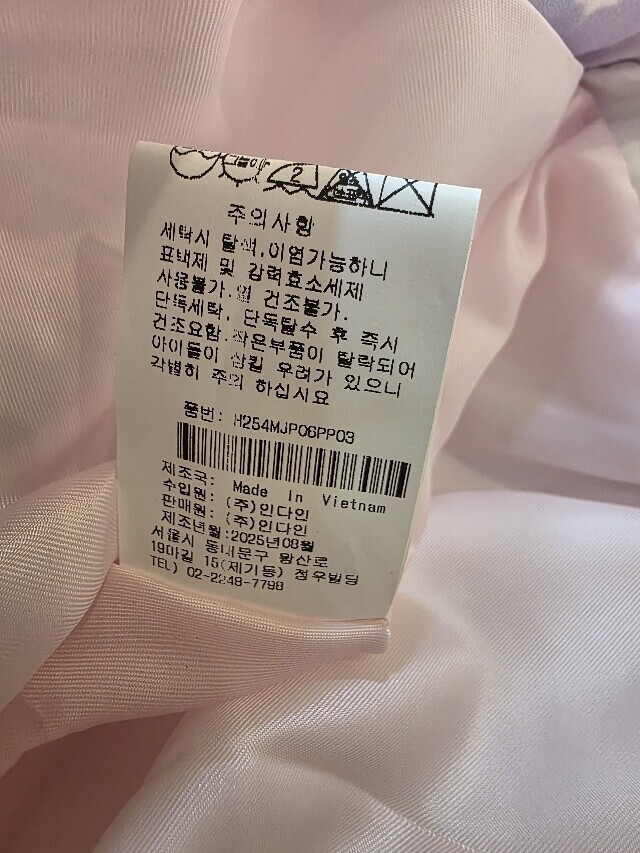 2
주의사항
세탁시 탈색,이염가능하니
표백제 및 강력효소세제
사용불가.열 건조불가.
단독세탁, 단독탈수 후 즉시
건조요함.작은부품이 탈락되어
아이들이 삼킬 우려가 있으니
각별히 주의 하십시요
품번: H254MJP06PP03
제조국: Made in Vietnam
수입원: (주)인다인
판매원: (주)인다인
제조년월:2025년08월
서울시 동대문구 왕산로
19마길 15(제기동) 청우빌딩
TEL) 02-2248-7798